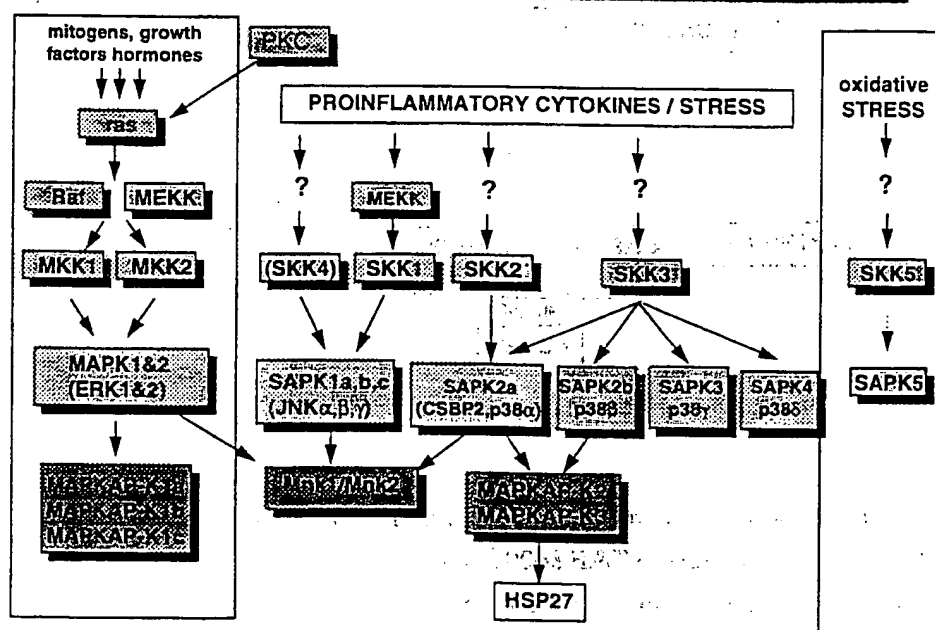 mitogens, growth
factors hormones
PKC
PROINFLAMMATORY CYTOKINES / STRESS
oxidative
STRESS
ras
?
?
?
?
Raf
MEKK
MEKK
MKK1
MKK2
(SKK4)
SKK1
SKK2
SKK3
SKK5
MAPK1&2
(ERK1&2)
SAPK1a,b,c
(JNKα,β,γ)
SAPK2a
(CSBP2,p38α)
SAPK2b
p38β
SAPK3
p38γ
SAPK4
p38δ
SAPK5
MAPKAP-K1a
MAPKAP-K1b
MAPKAP-K1c
Mnk1/Mnk2
MAPKAP-K2
MAPKAP-K3
HSP27